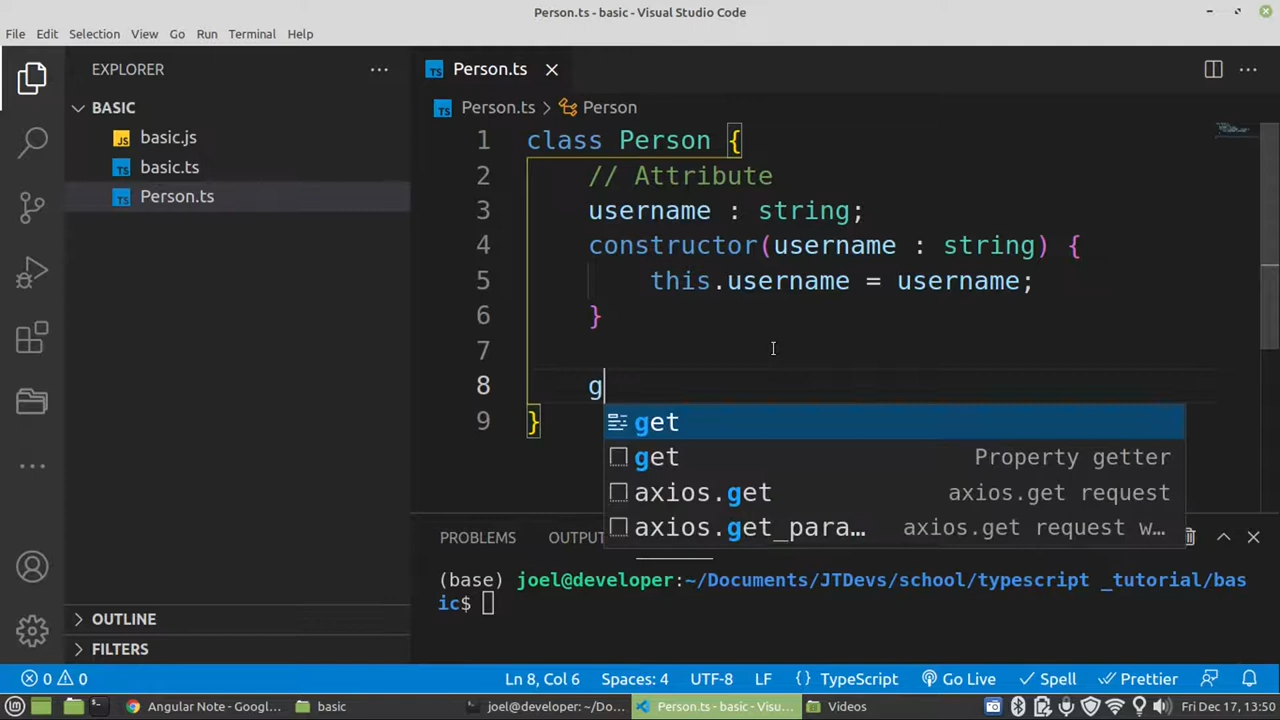 Person.ts - basic - Visual Studio Code
File Edit Selection View Go Run Terminal Help
EXPLORER
BASIC
basic.js
basic.ts
Person.ts
OUTLINE
FILTERS
Person.ts
Person.ts > Person
1 class Person {
2 // Attribute
3 username : string;
4 constructor(username : string) {
5 this.username = username;
6 }
7
8 g
9 }
get
get Property getter
axios.get axios.get request
axios.get_para… axios.get request w…
PROBLEMS OUTPU
(base) joel@developer:~/Documents/JTDevs/school/typescript _tutorial/bas
ic$
0 0 Ln 8, Col 6 Spaces: 4 UTF-8 LF { } TypeScript Go Live Spell Prettier
Angular Note - Googl... basic joel@developer: ~/Do... Person.ts - basic - Visu... Videos Fri Dec 17, 13:50